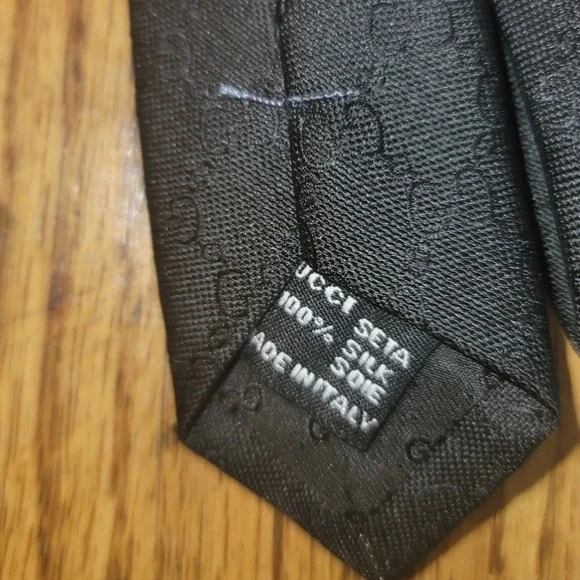 UCCI SETA
100% SILK
SOIE
ADE IN ITALY